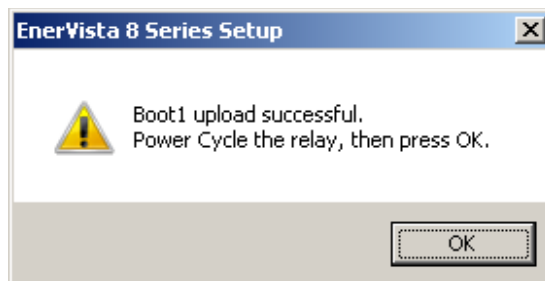 EnerVista 8 Series Setup
Boot1 upload successful.
Power Cycle the relay, then press OK.
OK